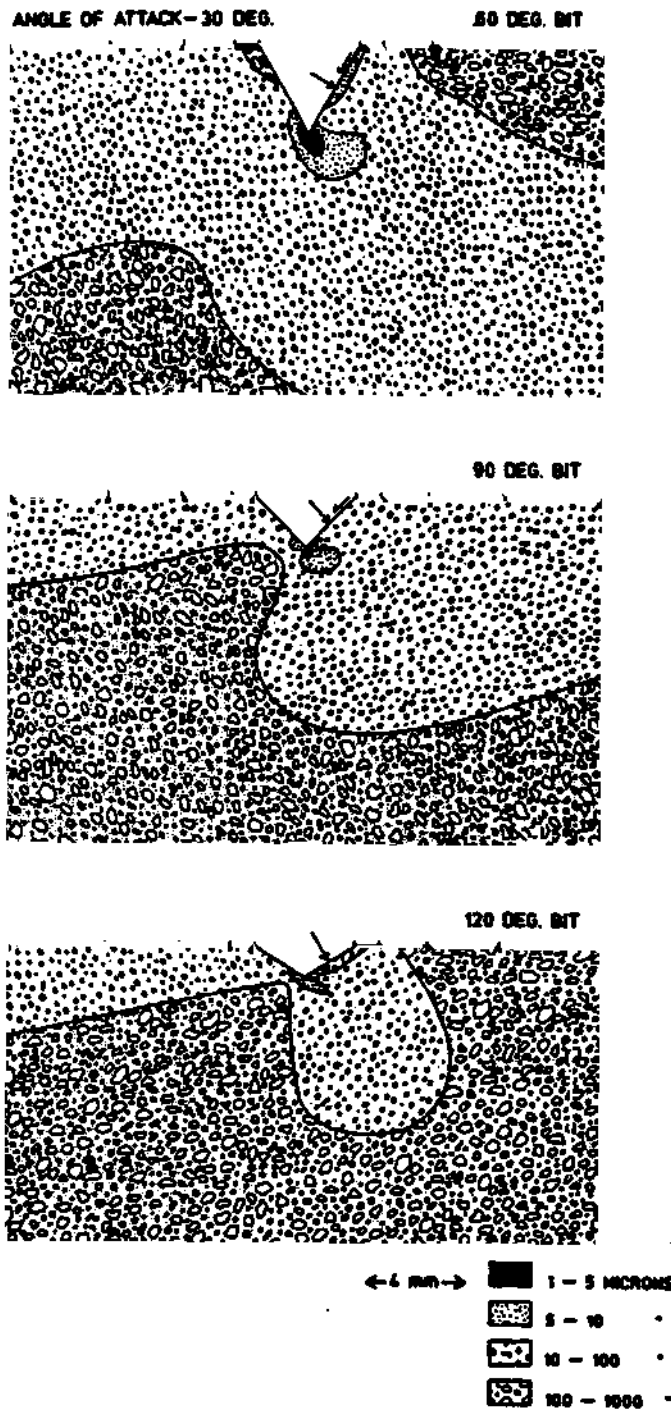 ANGLE OF ATTACK-30 DEG.
60 DEG. BIT
90 DEG. BIT
120 DEG. BIT
4 mm
1 - 5 MICRONS
5 - 10 "
10 - 100 "
100 - 1000 "